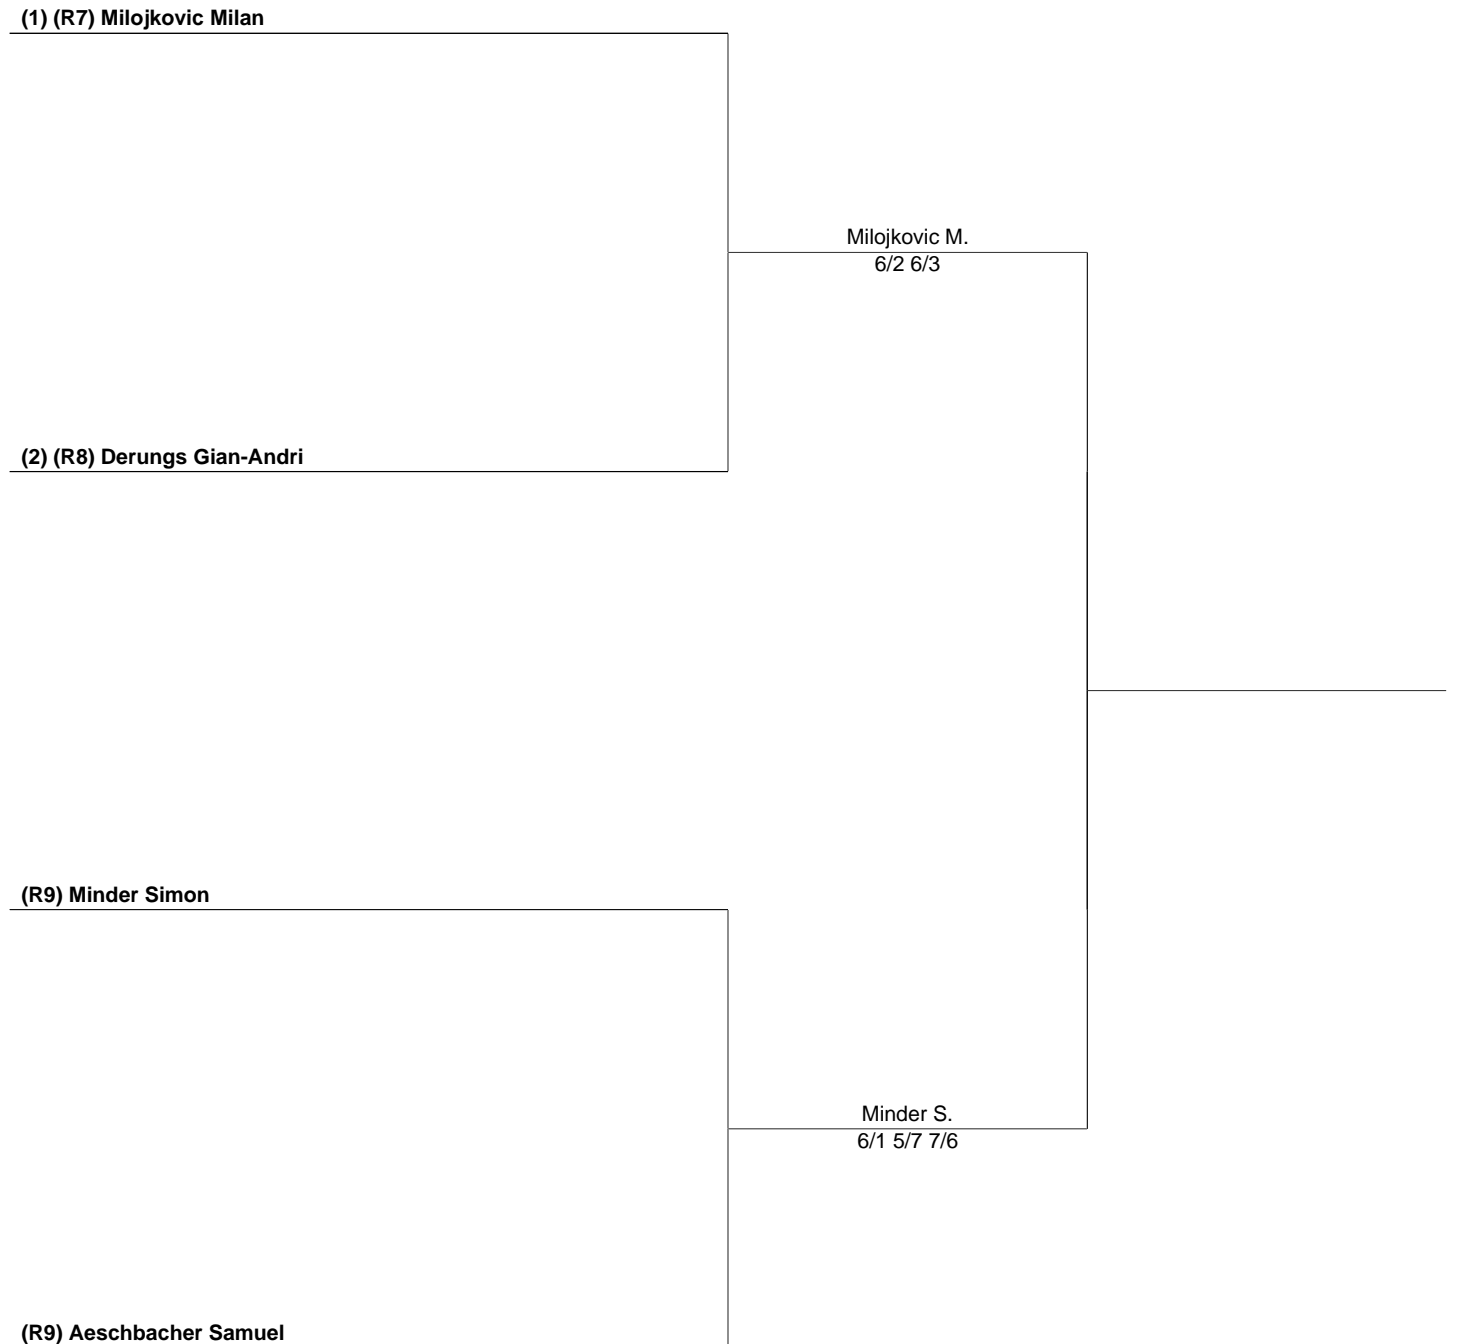 (1) (R7) Milojkovic Milan
Milojkovic M.
6/2 6/3
(2) (R8) Derungs Gian-Andri
(R9) Minder Simon
Minder S.
6/1 5/7 7/6
(R9) Aeschbacher Samuel